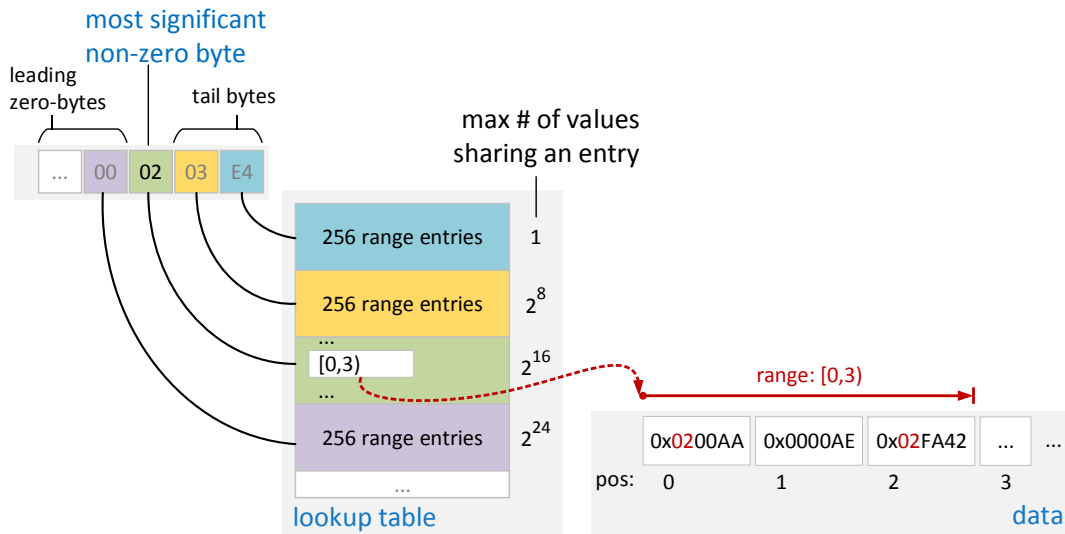 most significant
non-zero byte
leading
zero-bytes
tail bytes
... 00 02 03 E4
max # of values
sharing an entry
256 range entries 1
256 range entries 2^8
...
[0,3) 2^16
...
256 range entries 2^24
...
lookup table
range: [0,3)
0x0200AA 0x0000AE 0x02FA42 ... ...
pos: 0 1 2 3
data